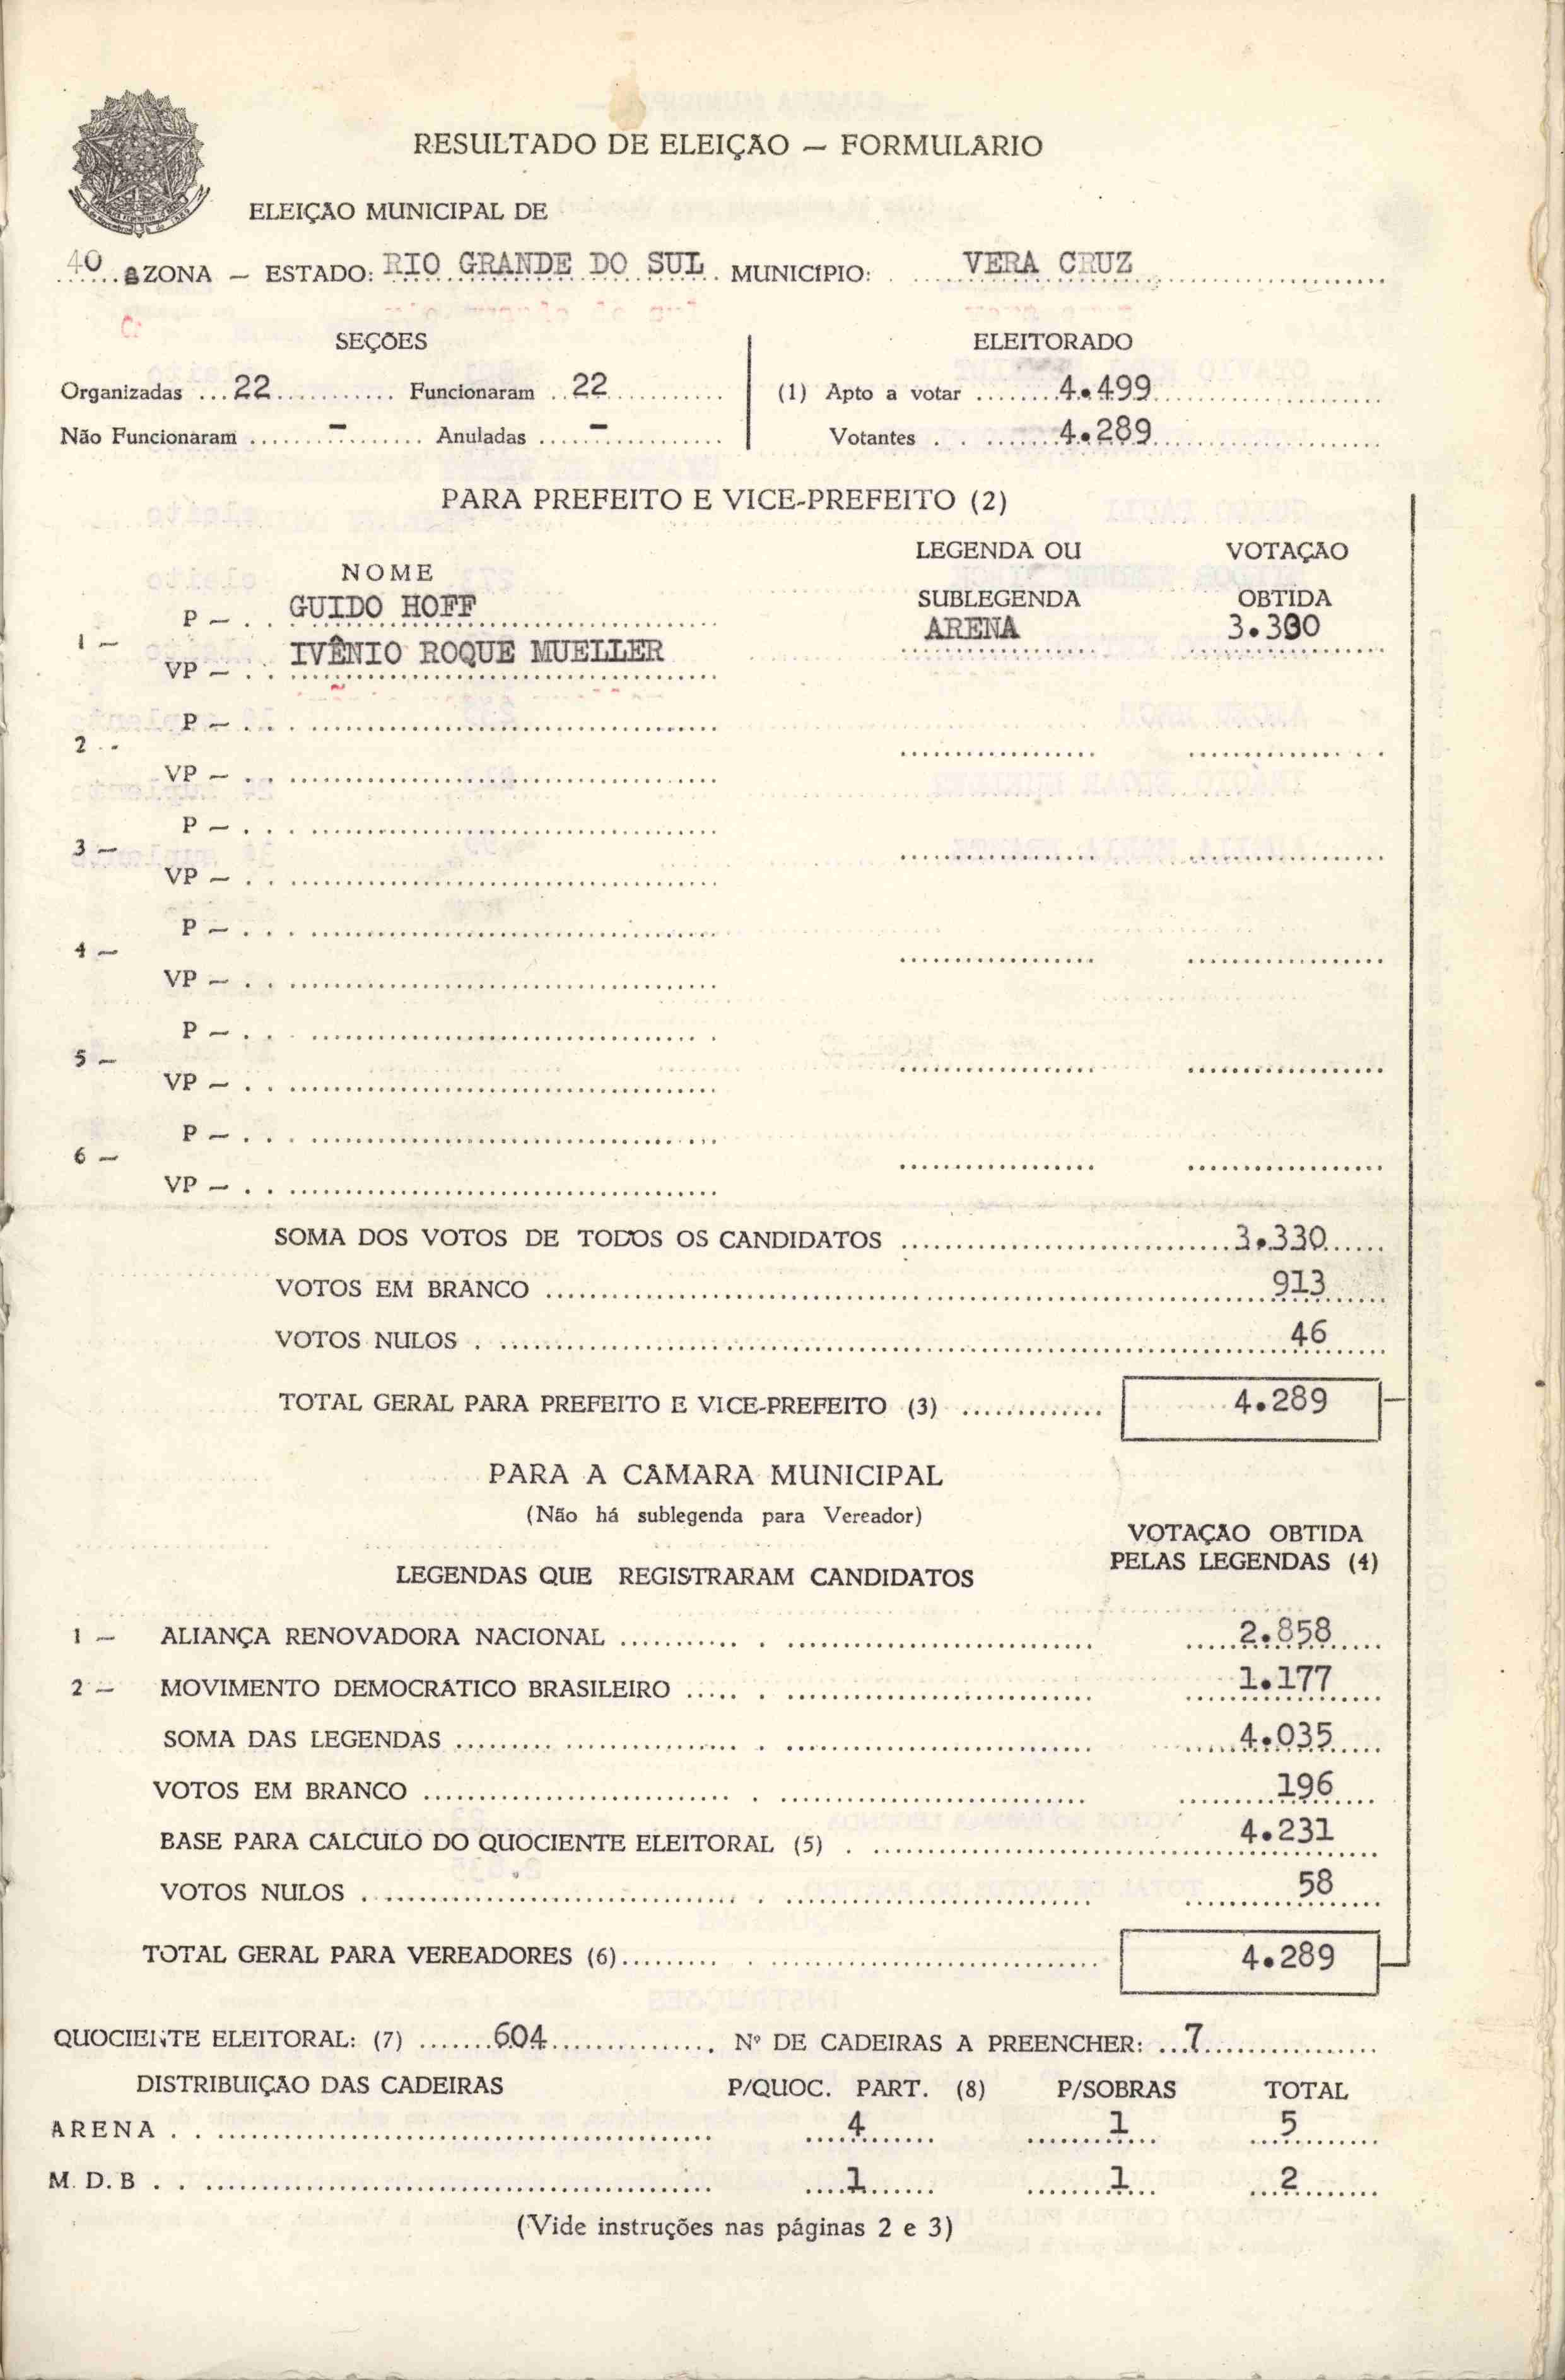 RESULTADO DE ELEIÇÃO — FORMULÁRIO
ELEIÇÃO MUNICIPAL DE
40 ª ZONA — ESTADO: RIO GRANDE DO SUL MUNICIPIO: VERA CRUZ
SEÇÕES ELEITORADO
Organizadas ...22............ Funcionaram ..22............ (1) Apto a votar ........4.499........
Não Funcionaram ........-........ Anuladas ......-............ Votantes . . .......4.289........
PARA PREFEITO E VICE-PREFEITO (2)
LEGENDA OU VOTAÇÃO
NOME
SUBLEGENDA OBTIDA
P — . . GUIDO HOFF ARENA 3.330
1 —
VP — . . IVÊNIO ROQUE MUELLER
P — . . .
2 . -
VP — . .
P — . . .
3 —
VP — . .
P — . . .
4 —
VP — . .
P — . . .
5 —
VP — . .
P — . . .
6 —
VP — . .
SOMA DOS VOTOS DE TODOS OS CANDIDATOS ........ 3.330
VOTOS EM BRANCO ........ 913
VOTOS NULOS . ........ 46
TOTAL GERAL PARA PREFEITO E VICE-PREFEITO (3) ............. 4.289
PARA A CÂMARA MUNICIPAL
(Não há sublegenda para Vereador)
VOTAÇÃO OBTIDA
PELAS LEGENDAS (4)
LEGENDAS QUE REGISTRARAM CANDIDATOS
1 — ALIANÇA RENOVADORA NACIONAL ........ 2.858
2 — MOVIMENTO DEMOCRÁTICO BRASILEIRO ........ 1.177
SOMA DAS LEGENDAS ........ 4.035
VOTOS EM BRANCO ........ 196
BASE PARA CÁLCULO DO QUOCIENTE ELEITORAL (5) . ........ 4.231
VOTOS NULOS . ........ 58
TOTAL GERAL PARA VEREADORES (6)......... 4.289
QUOCIENTE ELEITORAL: (7) .......604............... Nº DE CADEIRAS A PREENCHER: ...7................
DISTRIBUIÇÃO DAS CADEIRAS P/QUOC. PART. (8) P/SOBRAS TOTAL
ARENA . . ........ 4 1 5
M. D. B . . ........ 1 1 2
(Vide instruções nas páginas 2 e 3)